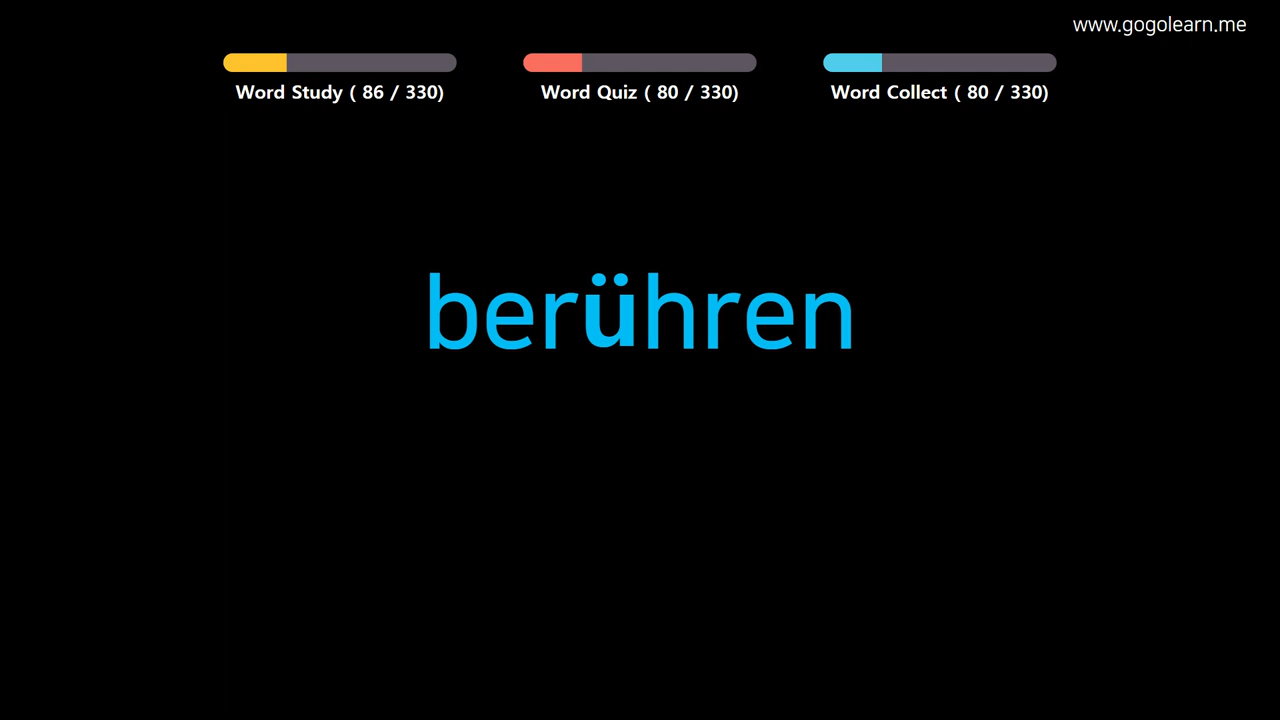 www.gogolearn.me
Word Study ( 86 / 330)
Word Quiz ( 80 / 330)
Word Collect ( 80 / 330)
berühren